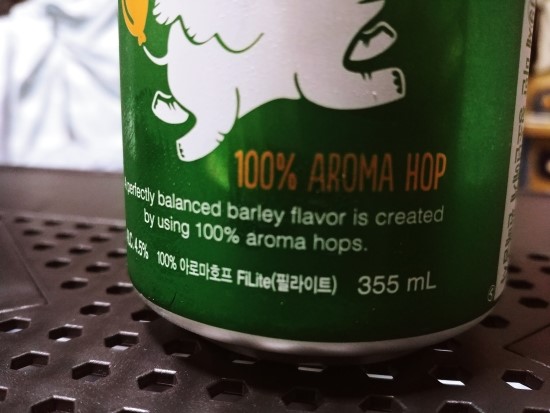 100% AROMA HOP
perfectly balanced barley flavor is created
by using 100% aroma hops.
4.5% 100% 아로마호프 FiLite(필라이트) 355 mL